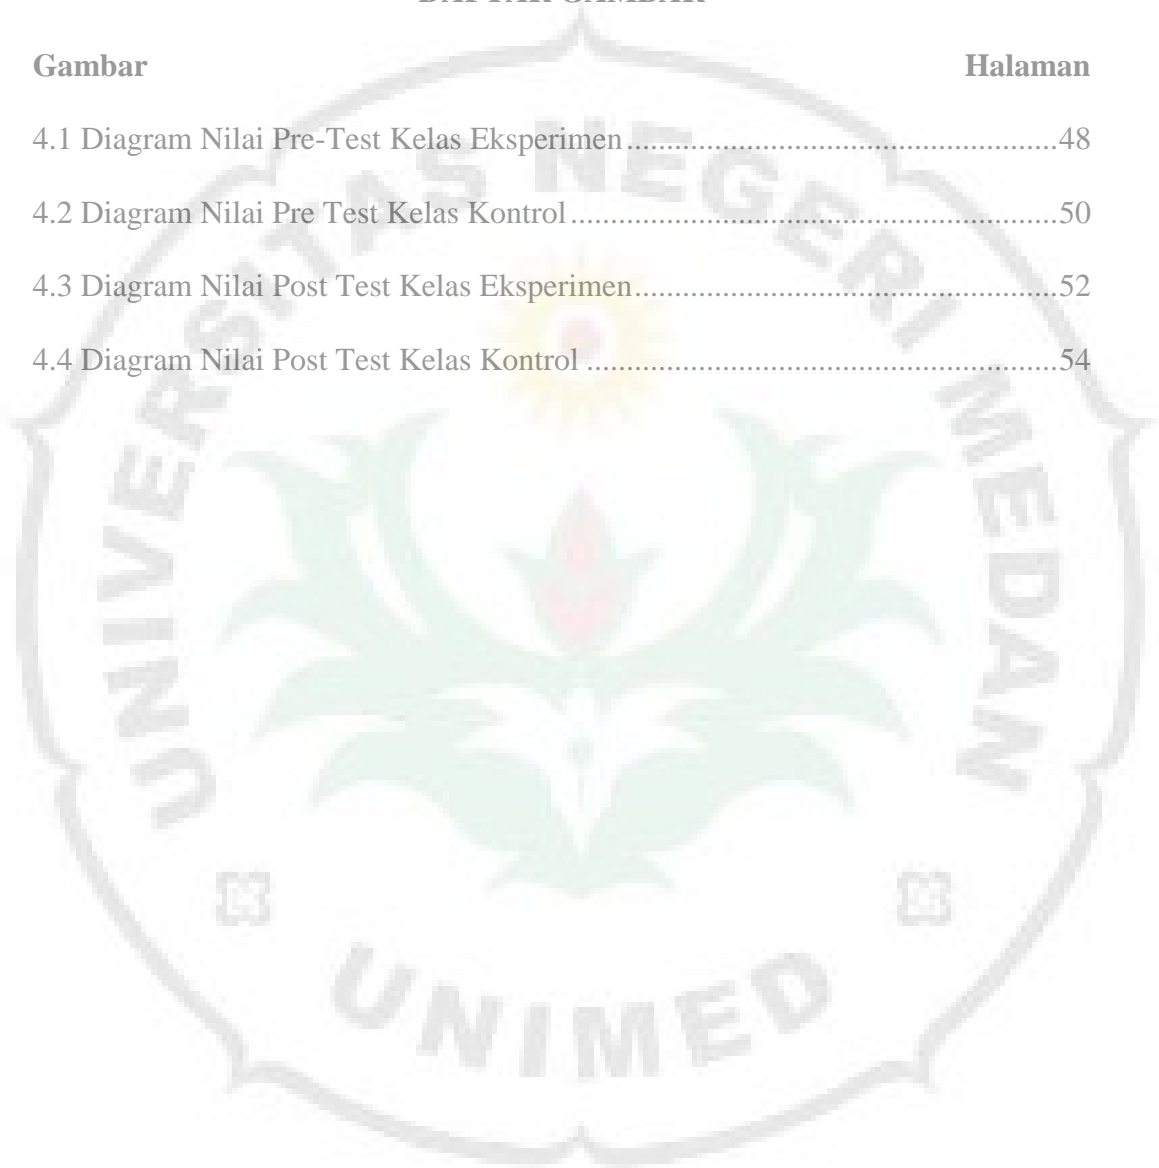 DAFTAR GAMBAR
Gambar Halaman
4.1 Diagram Nilai Pre-Test Kelas Eksperimen......................................................48
4.2 Diagram Nilai Pre Test Kelas Kontrol.............................................................50
4.3 Diagram Nilai Post Test Kelas Eksperimen.....................................................52
4.4 Diagram Nilai Post Test Kelas Kontrol ...........................................................54
UNIVERSITAS NEGERI MEDAN
UNIMED